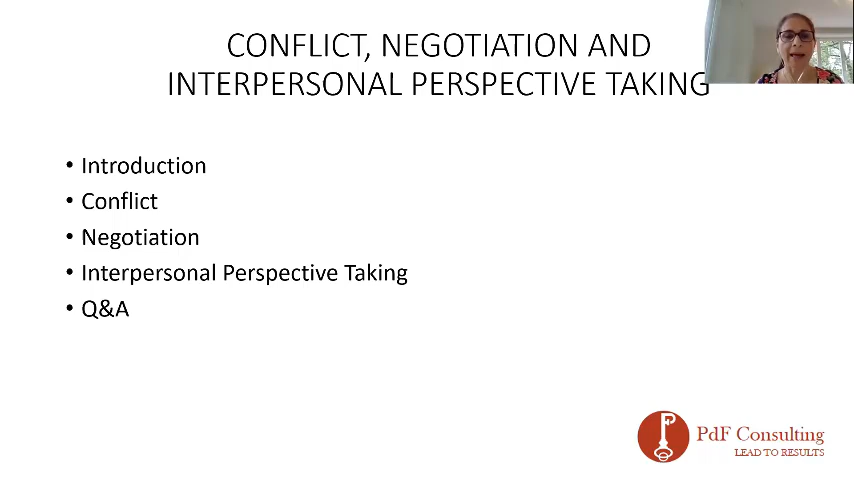 CONFLICT, NEGOTIATION AND
INTERPERSONAL PERSPECTIVE TAKING
• Introduction
• Conflict
• Negotiation
• Interpersonal Perspective Taking
• Q&A
PdF Consulting
LEAD TO RESULTS